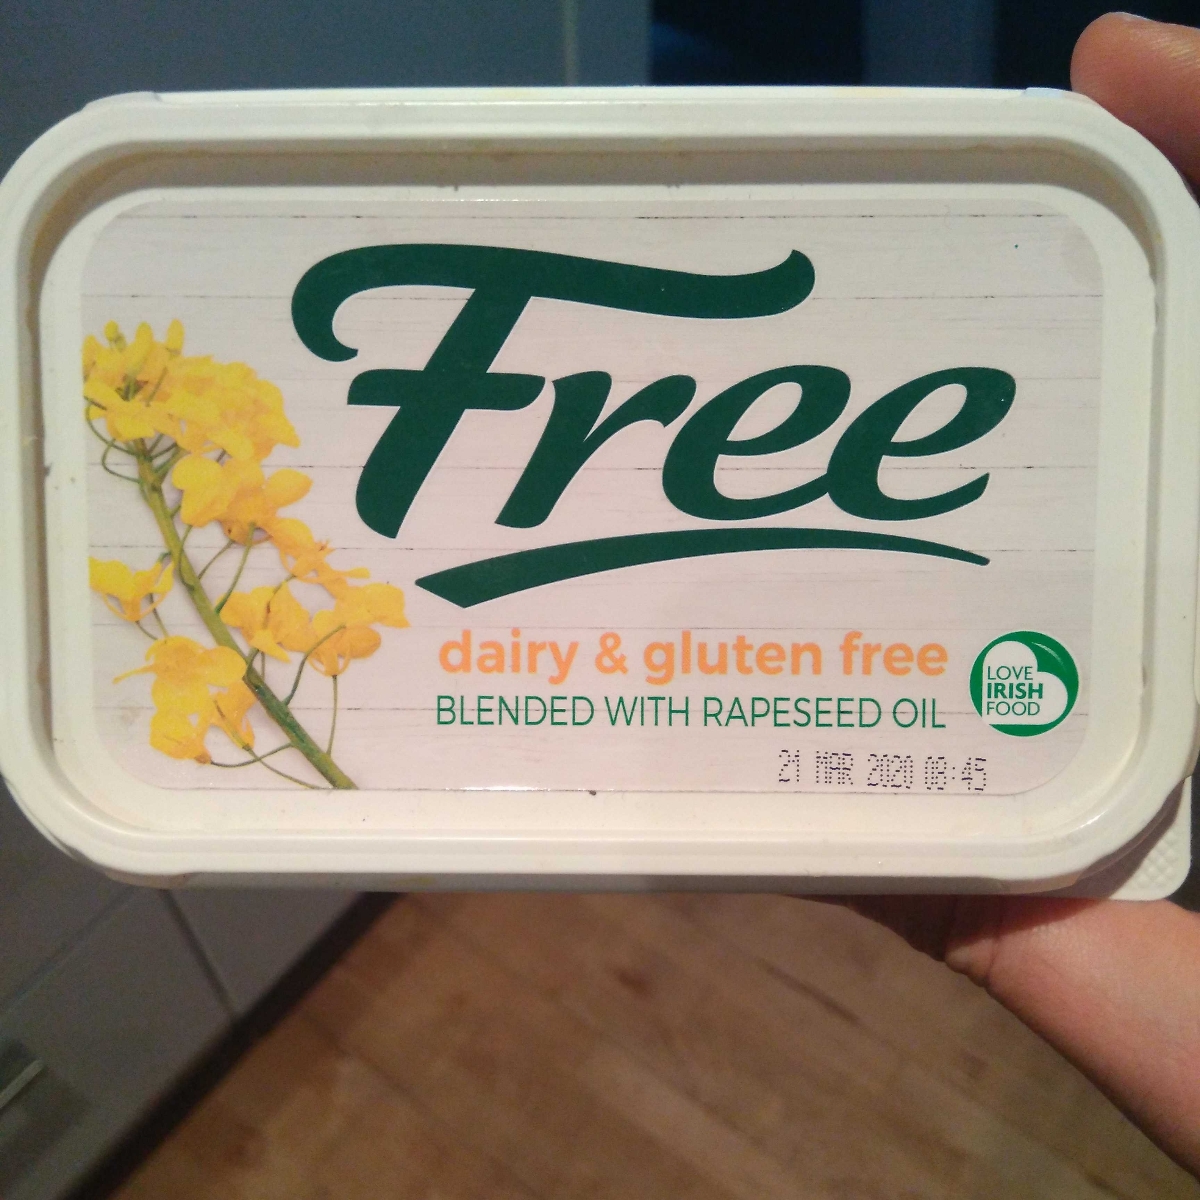 Free
dairy & gluten free
BLENDED WITH RAPESEED OIL
LOVE
IRISH
FOOD
21 MAR 2020 08:45